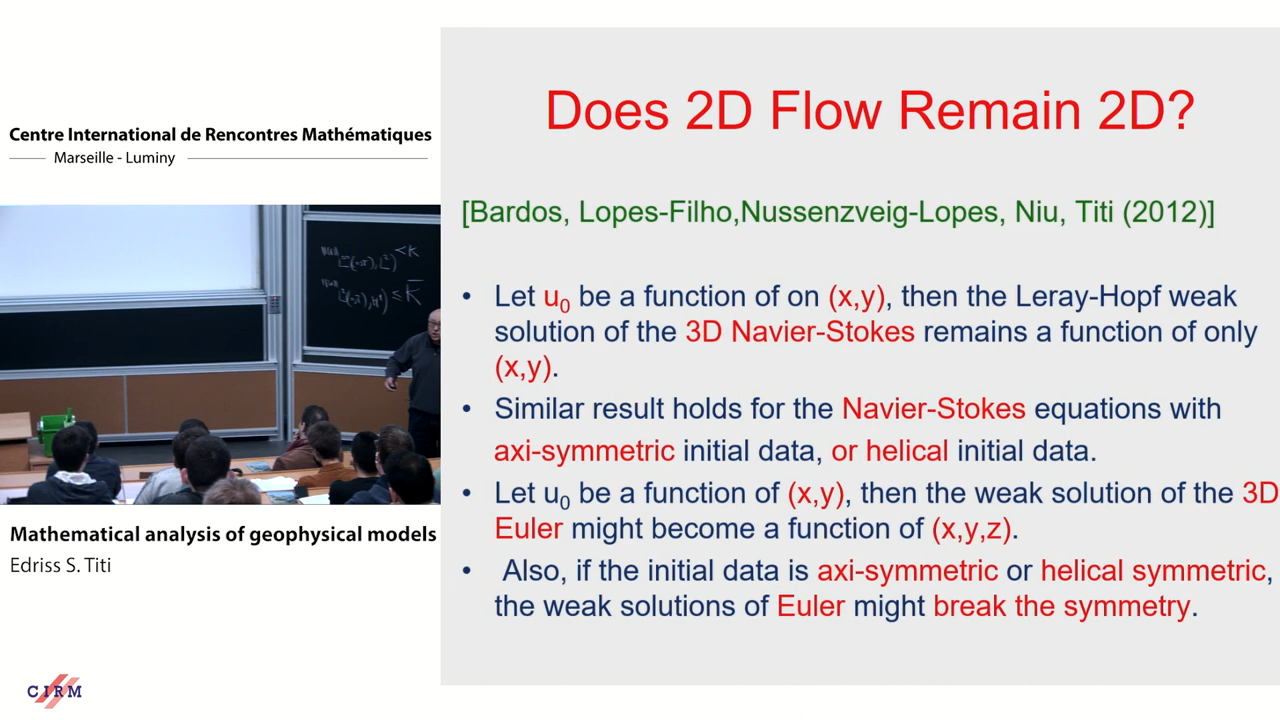 Centre International de Rencontres Mathématiques
Marseille - Luminy
Mathematical analysis of geophysical models
Edriss S. Titi
CIRM
Does 2D Flow Remain 2D?
[Bardos, Lopes-Filho,Nussenzveig-Lopes, Niu, Titi (2012)]
• Let u₀ be a function of on (x,y), then the Leray-Hopf weak
solution of the 3D Navier-Stokes remains a function of only
(x,y).
• Similar result holds for the Navier-Stokes equations with
axi-symmetric initial data, or helical initial data.
• Let u₀ be a function of (x,y), then the weak solution of the 3D
Euler might become a function of (x,y,z).
• Also, if the initial data is axi-symmetric or helical symmetric,
the weak solutions of Euler might break the symmetry.